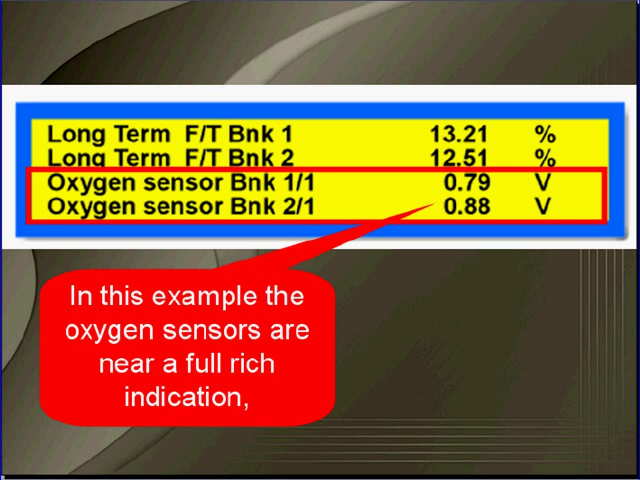 Long Term F/T Bnk 1 13.21 %
Long Term F/T Bnk 2 12.51 %
Oxygen sensor Bnk 1/1 0.79 V
Oxygen sensor Bnk 2/1 0.88 V
In this example the
oxygen sensors are
near a full rich
indication,